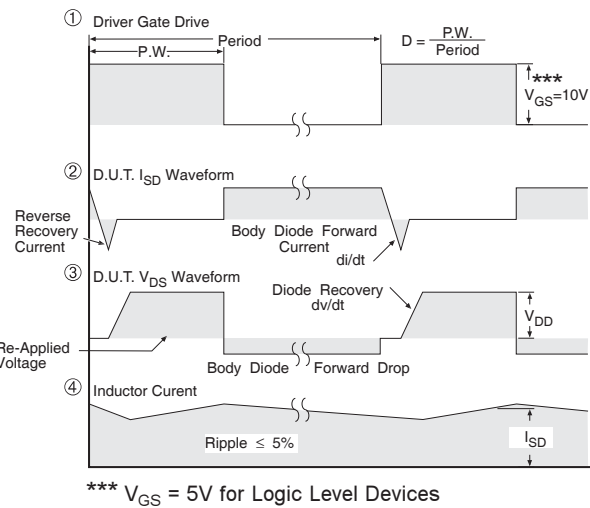 ① Driver Gate Drive
P.W.
Period
D = P.W.
Period
***
VGS=10V
② D.U.T. ISD Waveform
Reverse
Recovery
Current
Body Diode Forward
Current
di/dt
③ D.U.T. VDS Waveform
Diode Recovery
dv/dt
VDD
Re-Applied
Voltage
Body Diode Forward Drop
④ Inductor Curent
Ripple ≤ 5%
ISD
*** VGS = 5V for Logic Level Devices